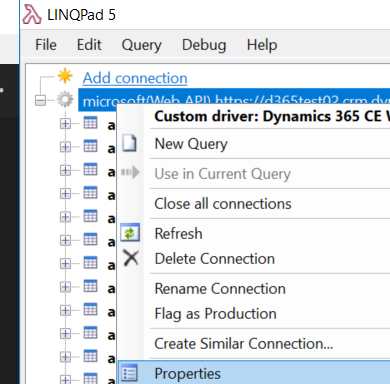 LINQPad 5
File Edit Query Debug Help
Add connection
microsoft(Web API) https://d365test02.crm.dy
Custom driver: Dynamics 365 CE W
New Query
Use in Current Query
Close all connections
Refresh
Delete Connection
Rename Connection
Flag as Production
Create Similar Connection...
Properties
a
a
a
a
a
a
a
a
a
a
a